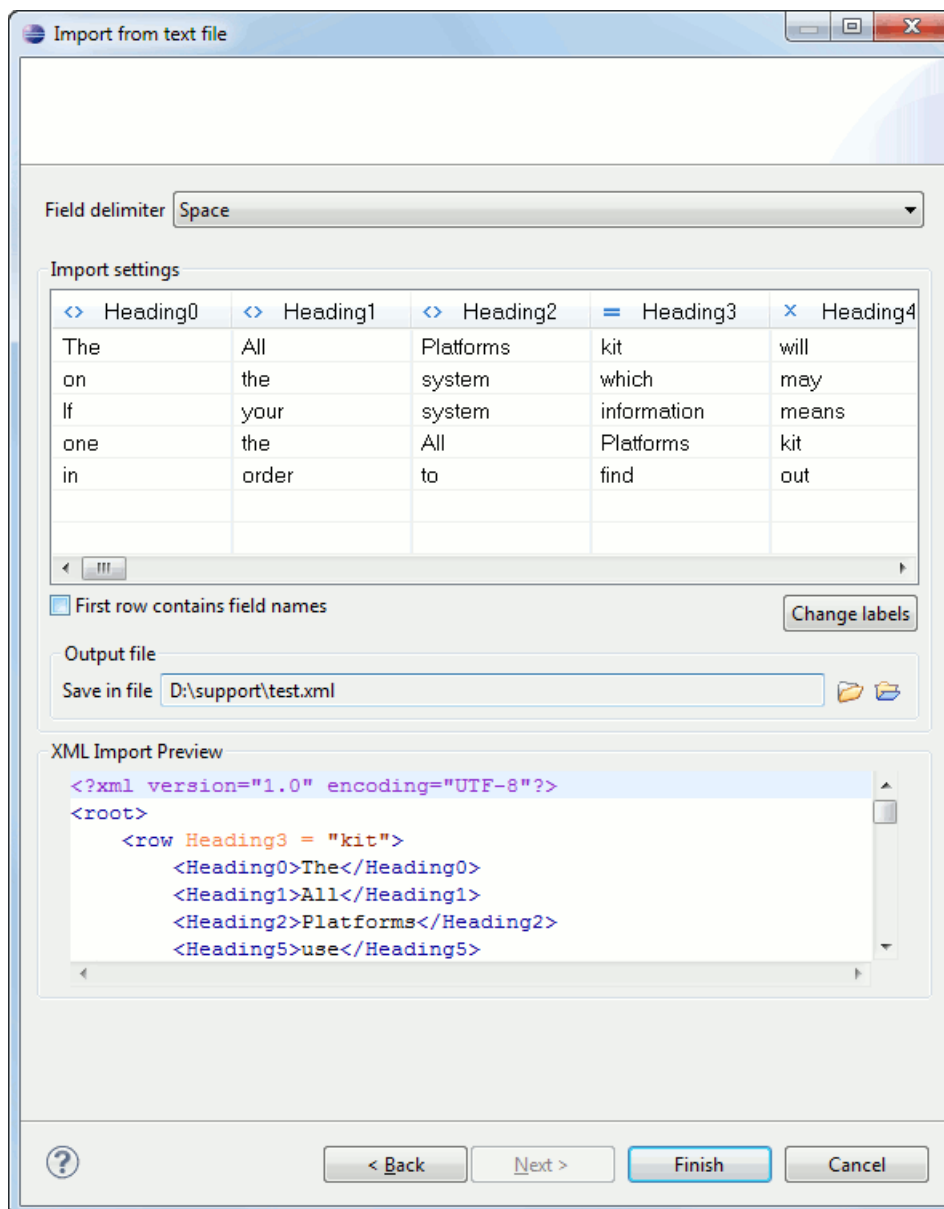 Import from text file
Field delimiter Space
Import settings
<> Heading0 <> Heading1 <> Heading2 = Heading3 × Heading4
The All Platforms kit will
on the system which may
If your system information means
one the All Platforms kit
in order to find out
First row contains field names
Change labels
Output file
Save in file D:\support\test.xml
XML Import Preview
<?xml version="1.0" encoding="UTF-8"?>
<root>
<row Heading3 = "kit">
<Heading0>The</Heading0>
<Heading1>All</Heading1>
<Heading2>Platforms</Heading2>
<Heading5>use</Heading5>
? < Back Next > Finish Cancel